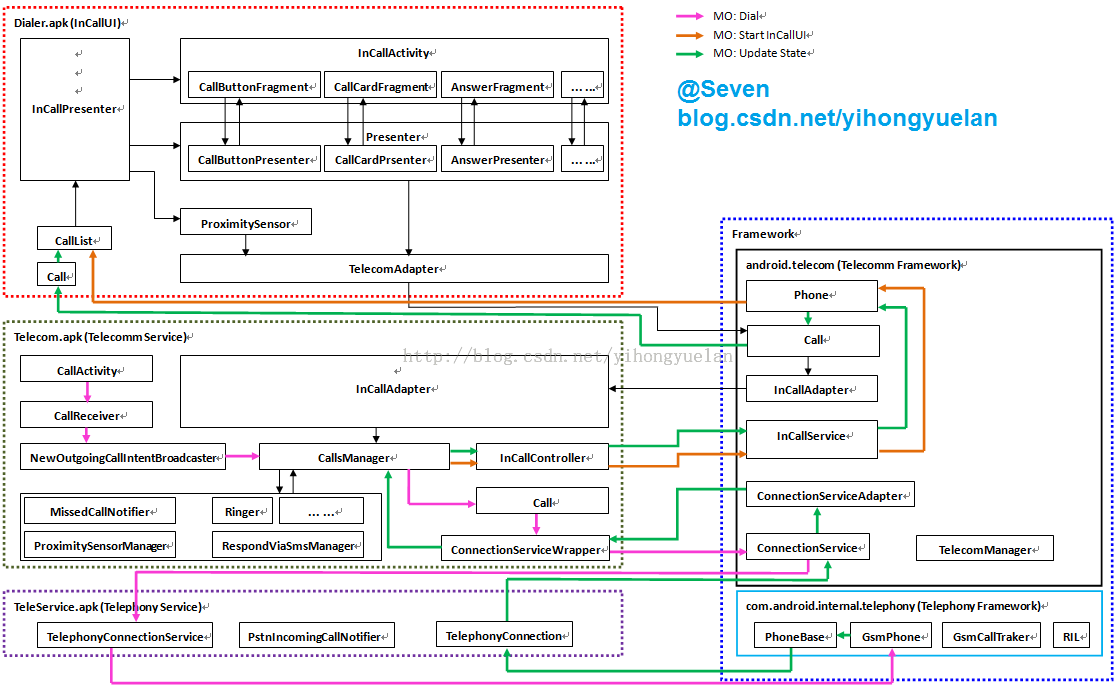 Dialer.apk (InCallUI)
InCallPresenter
InCallActivity
CallButtonFragment
CallCardFragment
AnswerFragment
... ...
Presenter
CallButtonPresenter
CallCardPrsenter
AnswerPresenter
... ...
ProximitySensor
CallList
Call
TelecomAdapter
MO: Dial
MO: Start InCallUI
MO: Update State
@Seven
blog.csdn.net/yihongyuelan
Telecom.apk (Telecomm Service)
http://blog.csdn.net/yihongyuelan
CallActivity
InCallAdapter
CallReceiver
NewOutgoingCallIntentBroadcaster
CallsManager
InCallController
MissedCallNotifier
Ringer
... ...
ProximitySensorManager
RespondViaSmsManager
Call
ConnectionServiceWrapper
Framework
android.telecom (Telecomm Framework)
Phone
Call
InCallAdapter
InCallService
ConnectionServiceAdapter
ConnectionService
TelecomManager
TeleService.apk (Telephony Service)
TelephonyConnectionService
PstnIncomingCallNotifier
TelephonyConnection
com.android.internal.telephony (Telephony Framework)
PhoneBase
GsmPhone
GsmCallTraker
RIL